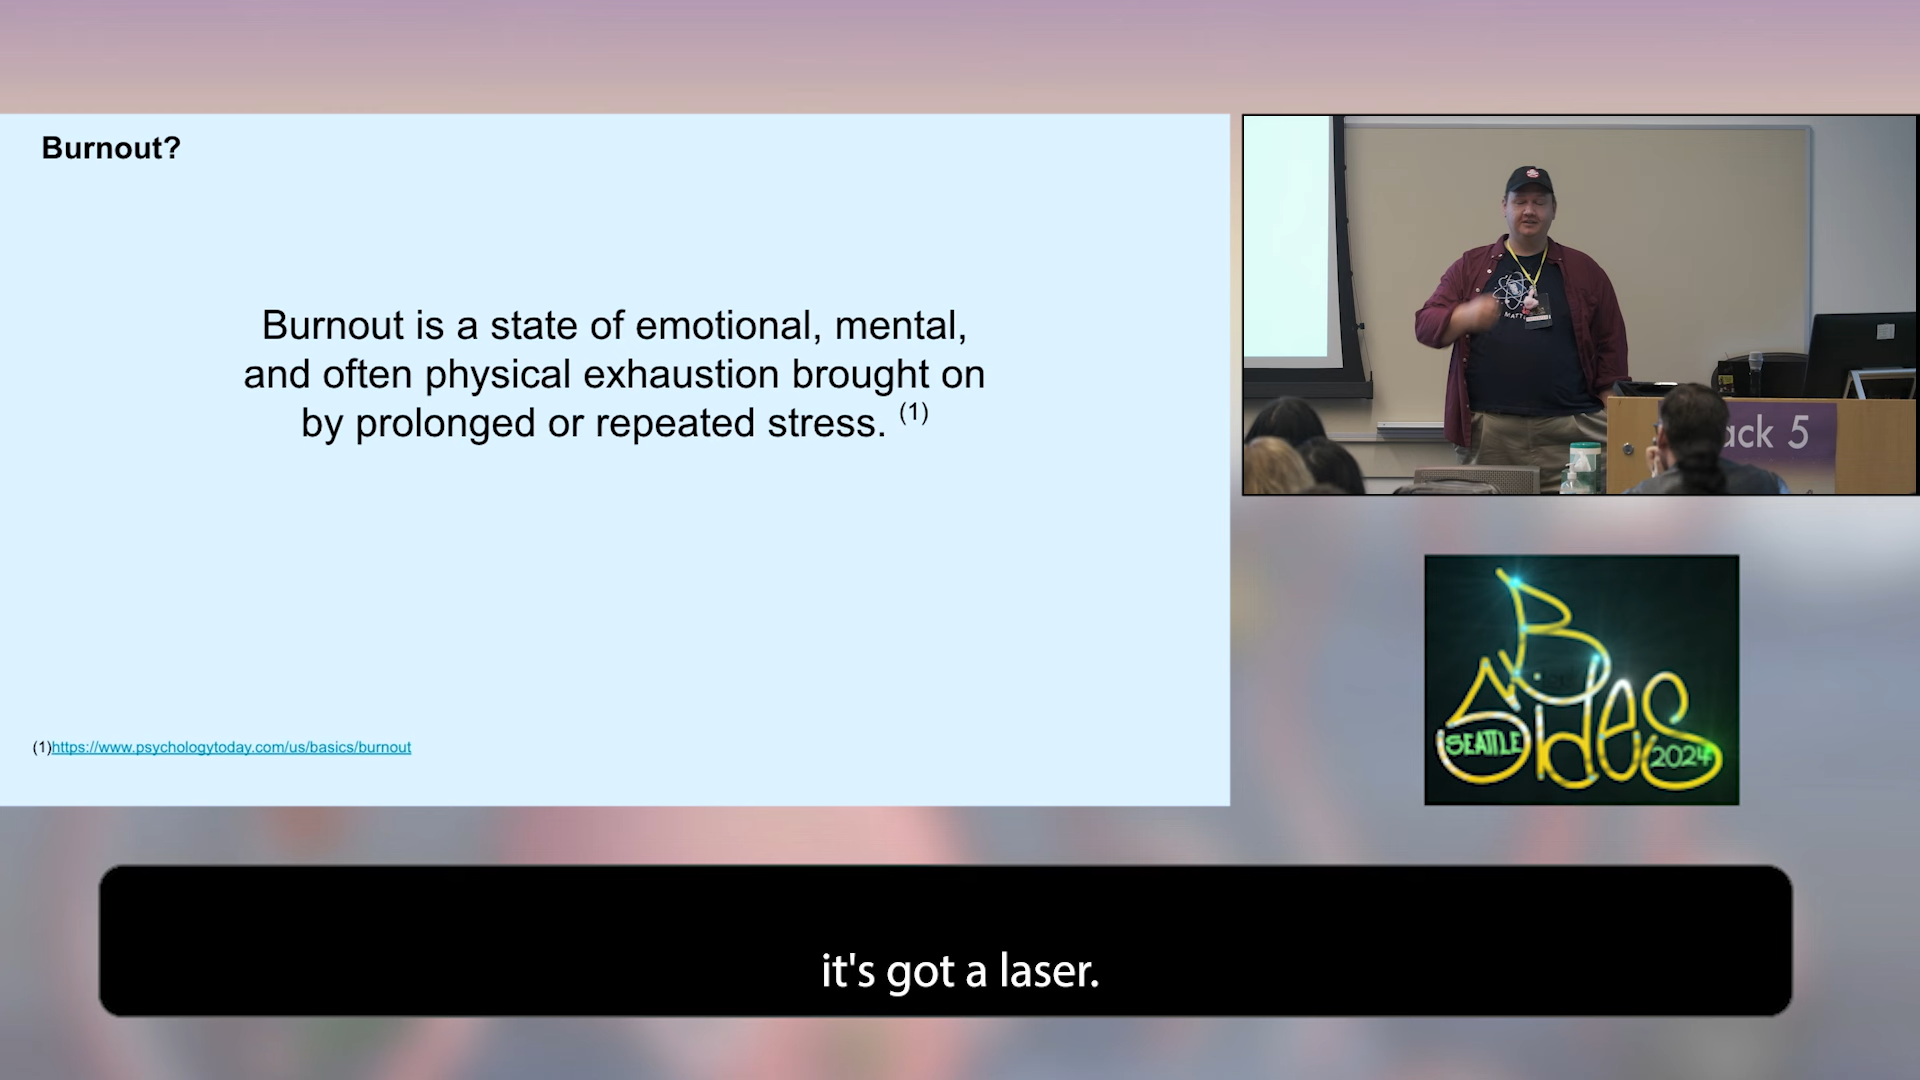 Burnout?
Burnout is a state of emotional, mental,
and often physical exhaustion brought on
by prolonged or repeated stress. (1)
(1)https://www.psychologytoday.com/us/basics/burnout
ack 5
B
Sides
SEATTLE
2024
it's got a laser.